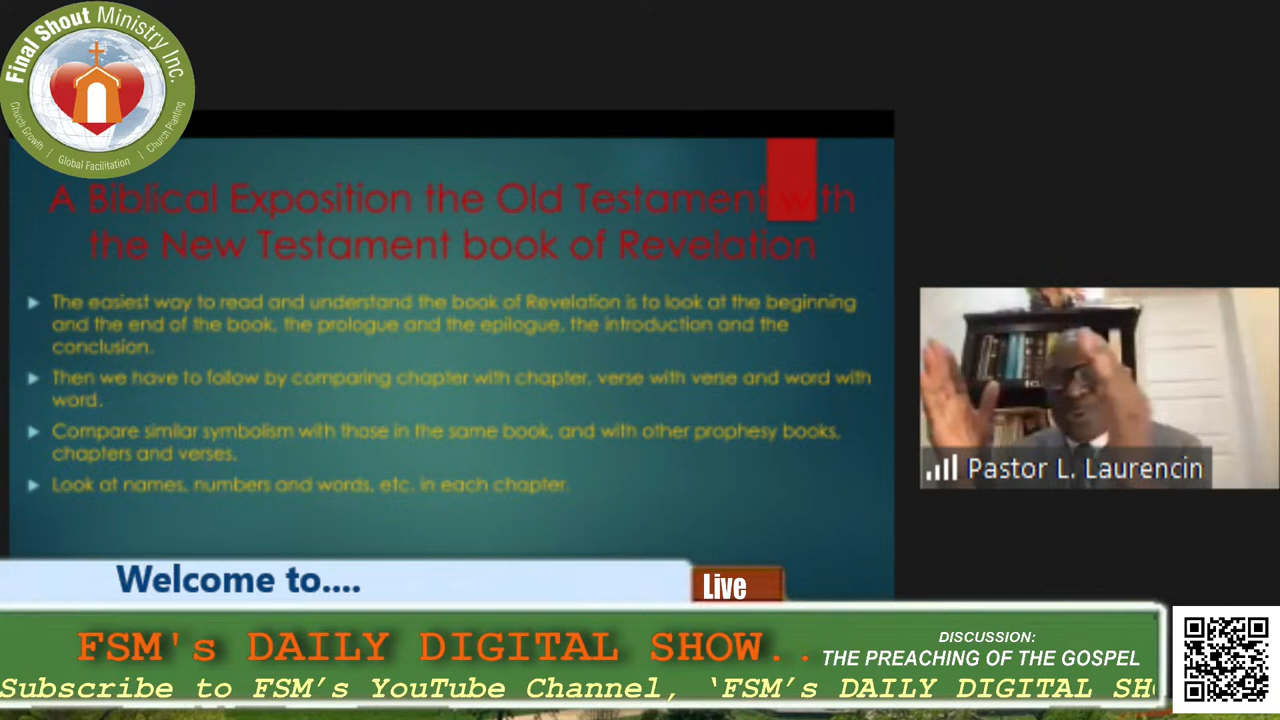 Final Shout Ministry Inc.
Church Growth | Global Facilitation | Church Planting
A Biblical Exposition the Old Testament with
the New Testament book of Revelation
The easiest way to read and understand the book of Revelation is to look at the beginning
and the end of the book, the prologue and the epilogue, the introduction and the
conclusion.
Then we have to follow by comparing chapter with chapter, verse with verse and word with
word.
Compare similar symbolism with those in the same book, and with other prophesy books,
chapters and verses.
Look at names, numbers and words, etc. in each chapter.
Pastor L. Laurencin
Welcome to....
Live
FSM's DAILY DIGITAL SHOW..
DISCUSSION:
THE PREACHING OF THE GOSPEL
Subscribe to FSM’s YouTube Channel, ‘FSM’s DAILY DIGITAL SH